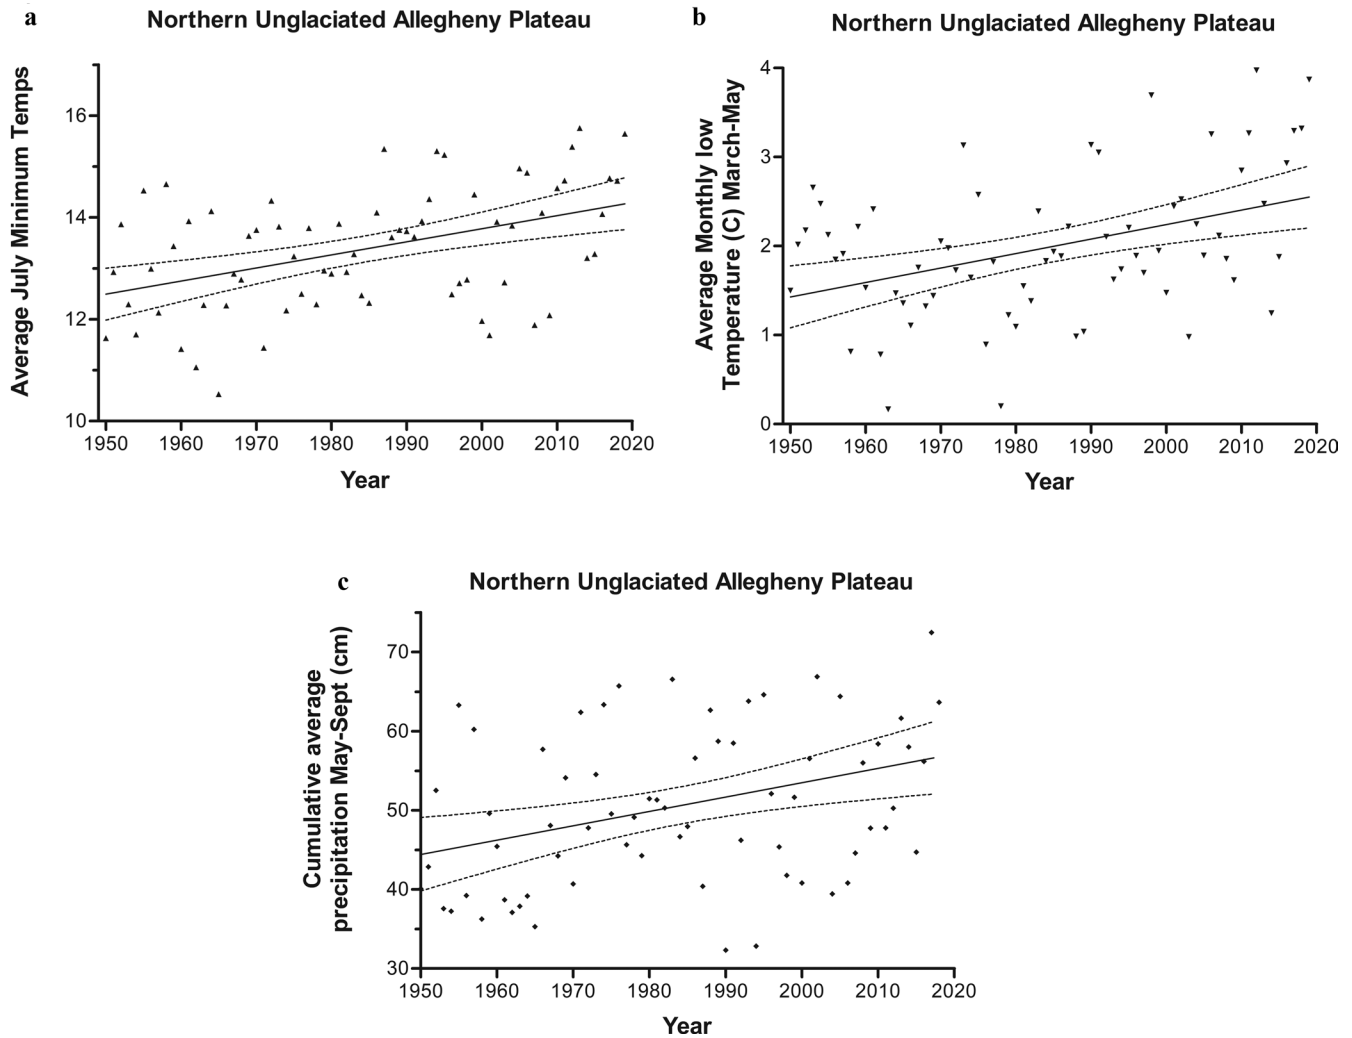 a
Northern Unglaciated Allegheny Plateau
Average July Minimum Temps
16
14
12
10
1950 1960 1970 1980 1990 2000 2010 2020
Year
b
Northern Unglaciated Allegheny Plateau
Average Monthly low
Temperature (C) March-May
4
3
2
1
0
1950 1960 1970 1980 1990 2000 2010 2020
Year
c
Northern Unglaciated Allegheny Plateau
Cumulative average
precipitation May-Sept (cm)
70
60
50
40
30
1950 1960 1970 1980 1990 2000 2010 2020
Year